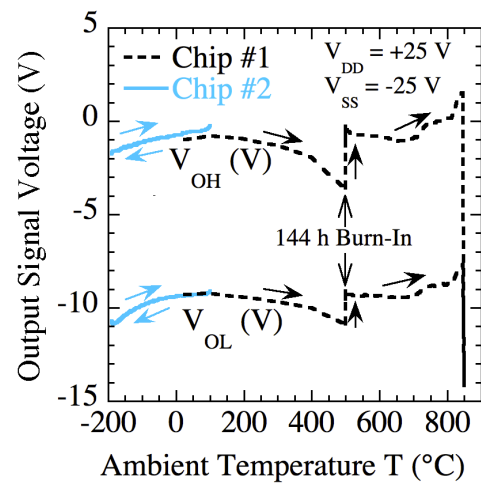 Chip #1
Chip #2
V_DD = +25 V
V_SS = -25 V
Output Signal Voltage (V)
5
0
-5
-10
-15
V_OH (V)
144 h Burn-In
V_OL (V)
-200 0 200 400 600 800
Ambient Temperature T (°C)